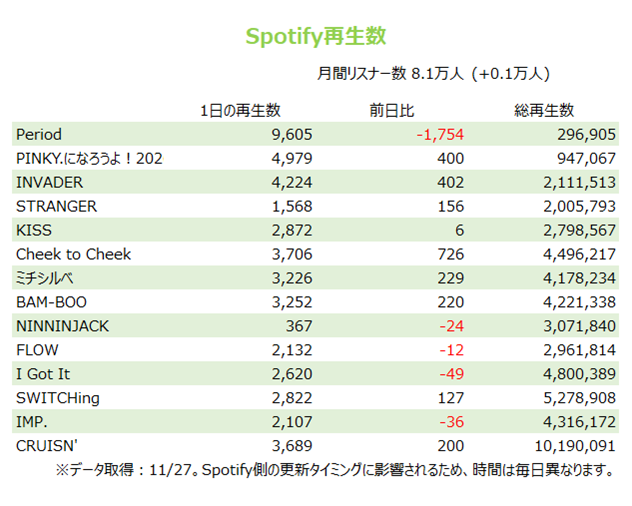 Spotify再生数
月間リスナー数 8.1万人 (+0.1万人)
1日の再生数 前日比 総再生数
Period 9,605 -1,754 296,905
PINKY.になろうよ！202 4,979 400 947,067
INVADER 4,224 402 2,111,513
STRANGER 1,568 156 2,005,793
KISS 2,872 6 2,798,567
Cheek to Cheek 3,706 726 4,496,217
ミチシルベ 3,226 229 4,178,234
BAM-BOO 3,252 220 4,221,338
NINNINJACK 367 -24 3,071,840
FLOW 2,132 -12 2,961,814
I Got It 2,620 -49 4,800,389
SWITCHing 2,822 127 5,278,908
IMP. 2,107 -36 4,316,172
CRUISN' 3,689 200 10,190,091
※データ取得：11/27。Spotify側の更新タイミングに影響されるため、時間は毎日異なります。